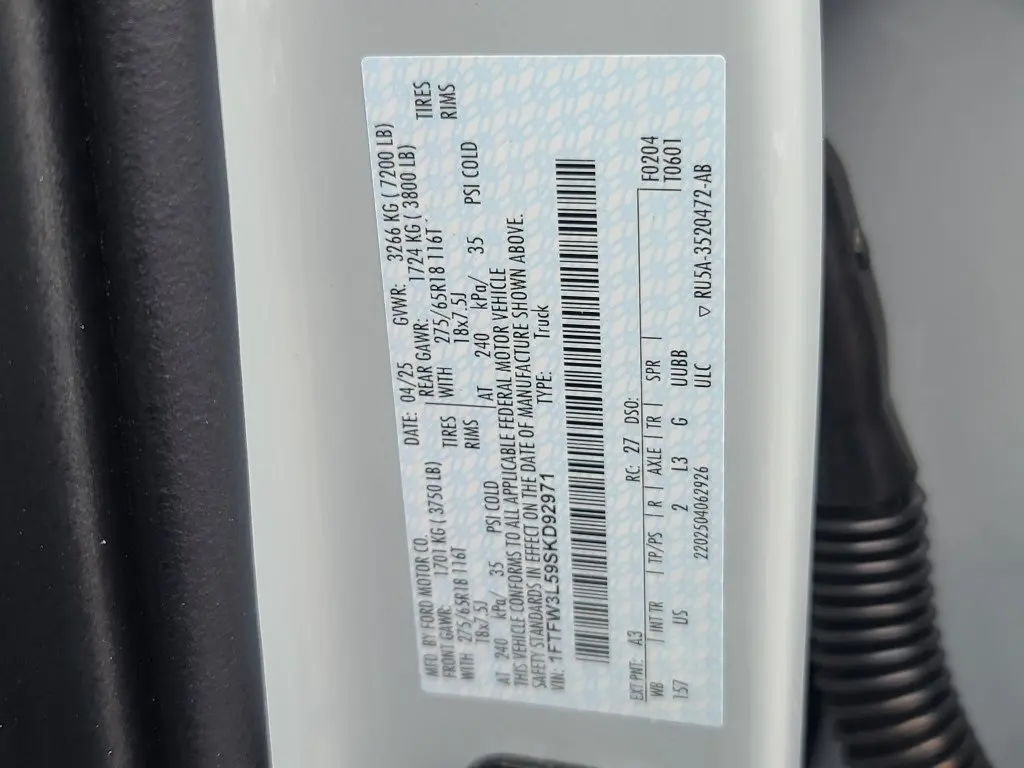 MFD. BY FORD MOTOR CO.
DATE: 04/25 GVWR: 3266 KG ( 7200 LB)
FRONT GAWR: 1701 KG ( 3750 LB) REAR GAWR: 1724 KG ( 3800 LB)
WITH 275/65R18 116T TIRES WITH 275/65R18 116T TIRES
18x7.5J RIMS 18x7.5J RIMS
AT 240 kPa/ 35 PSI COLD AT 240 kPa/ 35 PSI COLD
THIS VEHICLE CONFORMS TO ALL APPLICABLE FEDERAL MOTOR VEHICLE
SAFETY STANDARDS IN EFFECT ON THE DATE OF MANUFACTURE SHOWN ABOVE.
VIN: 1FTFW3L59SKD92971 TYPE: Truck
EXT PNT: A3 RC: 27 DSO: F0204
WB INT TR TP/PS R AXLE TR SPR T0601
157 US 2 L3 G UUBB
2202504062926 ULC
▽ RU5A-3520472-AB